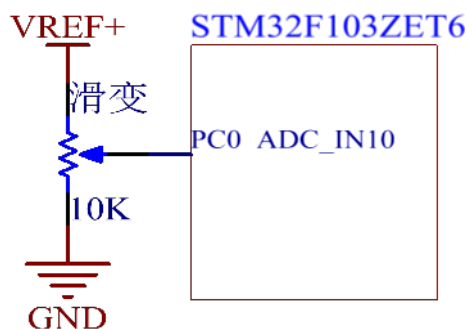 VREF+
STM32F103ZET6
滑变
PC0 ADC_IN10
10K
GND